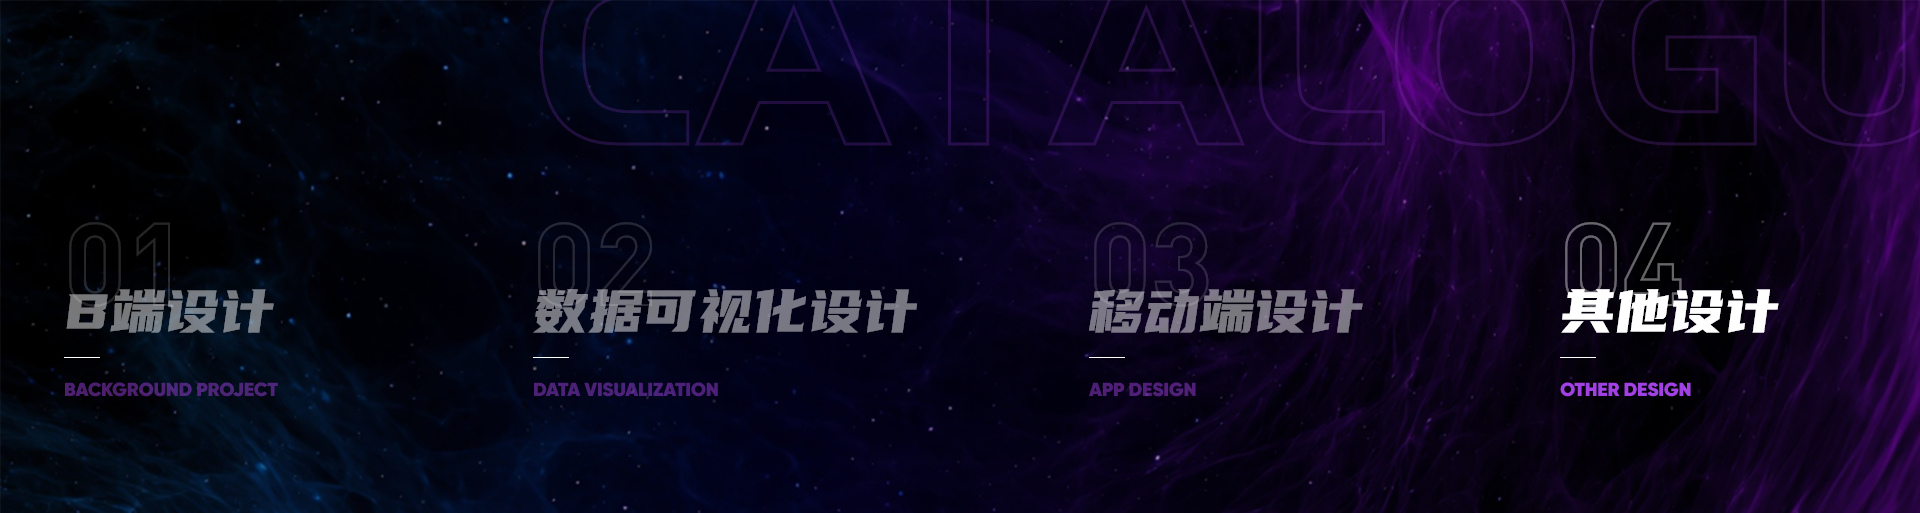 CATALOGU
01
B端设计
BACKGROUND PROJECT
02
数据可视化设计
DATA VISUALIZATION
03
移动端设计
APP DESIGN
04
其他设计
OTHER DESIGN